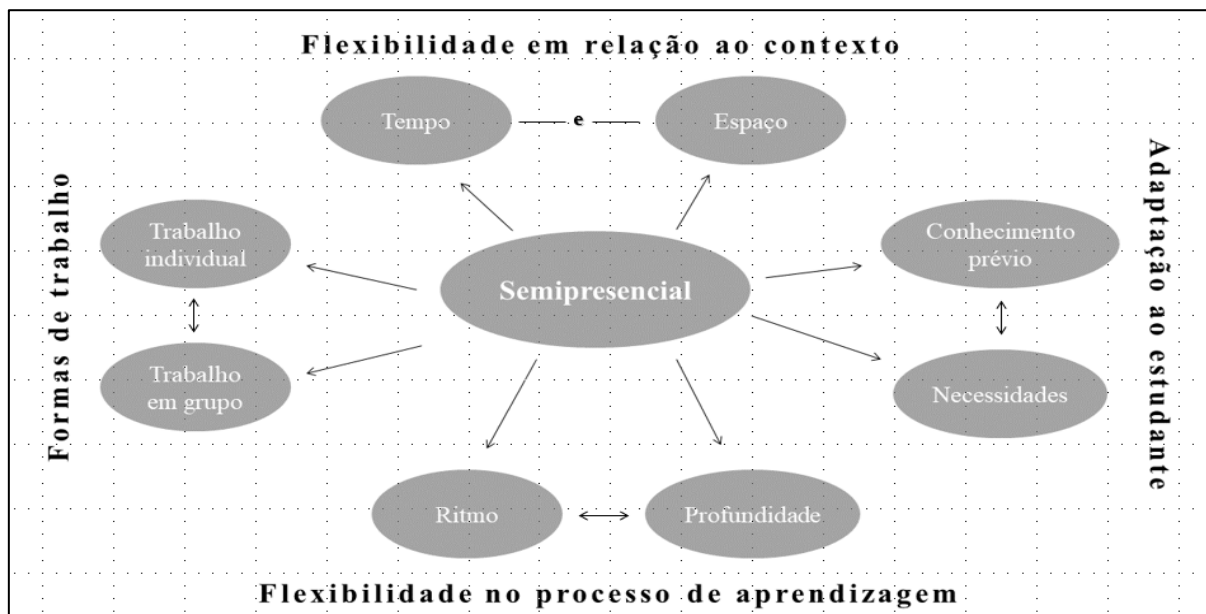 Flexibilidade em relação ao contexto
Tempo
e
Espaço
Formas de trabalho
Trabalho
individual
Trabalho
em grupo
Semipresencial
Conhecimento
prévio
Necessidades
Adaptação ao estudante
Ritmo
Profundidade
Flexibilidade no processo de aprendizagem